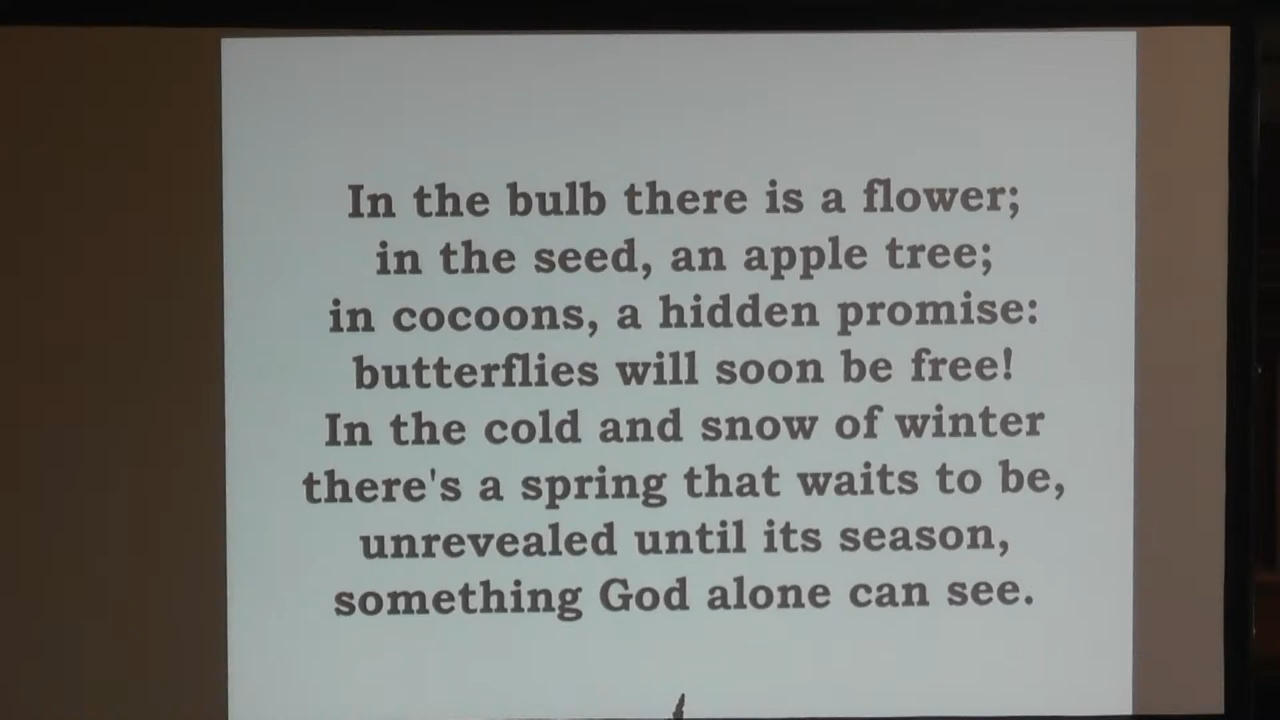 In the bulb there is a flower;
in the seed, an apple tree;
in cocoons, a hidden promise:
butterflies will soon be free!
In the cold and snow of winter
there's a spring that waits to be,
unrevealed until its season,
something God alone can see.